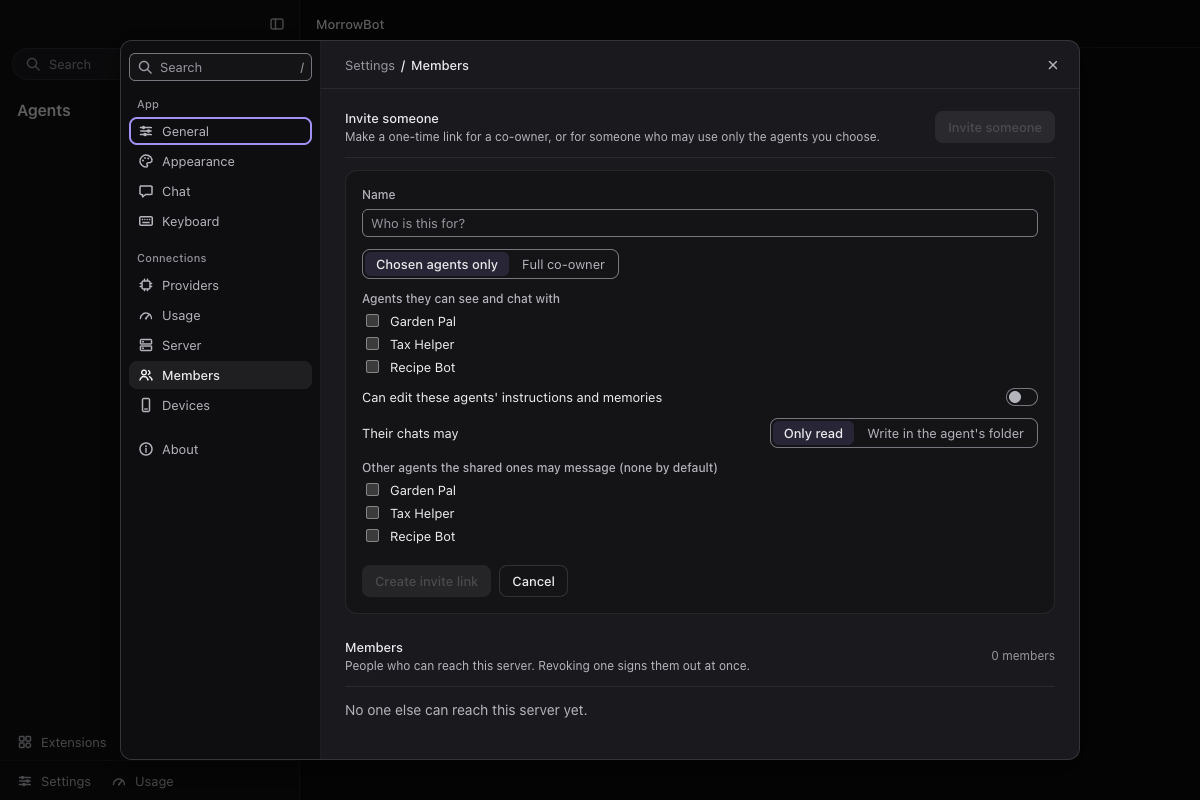 MorrowBot
Search
Agents
Extensions
Settings
Usage
Search /
App
General
Appearance
Chat
Keyboard
Connections
Providers
Usage
Server
Members
Devices
About
Settings / Members
Invite someone
Make a one-time link for a co-owner, or for someone who may use only the agents you choose.
Invite someone
Name
Who is this for?
Chosen agents only Full co-owner
Agents they can see and chat with
Garden Pal
Tax Helper
Recipe Bot
Can edit these agents' instructions and memories
Their chats may Only read Write in the agent's folder
Other agents the shared ones may message (none by default)
Garden Pal
Tax Helper
Recipe Bot
Create invite link Cancel
Members
People who can reach this server. Revoking one signs them out at once.
0 members
No one else can reach this server yet.